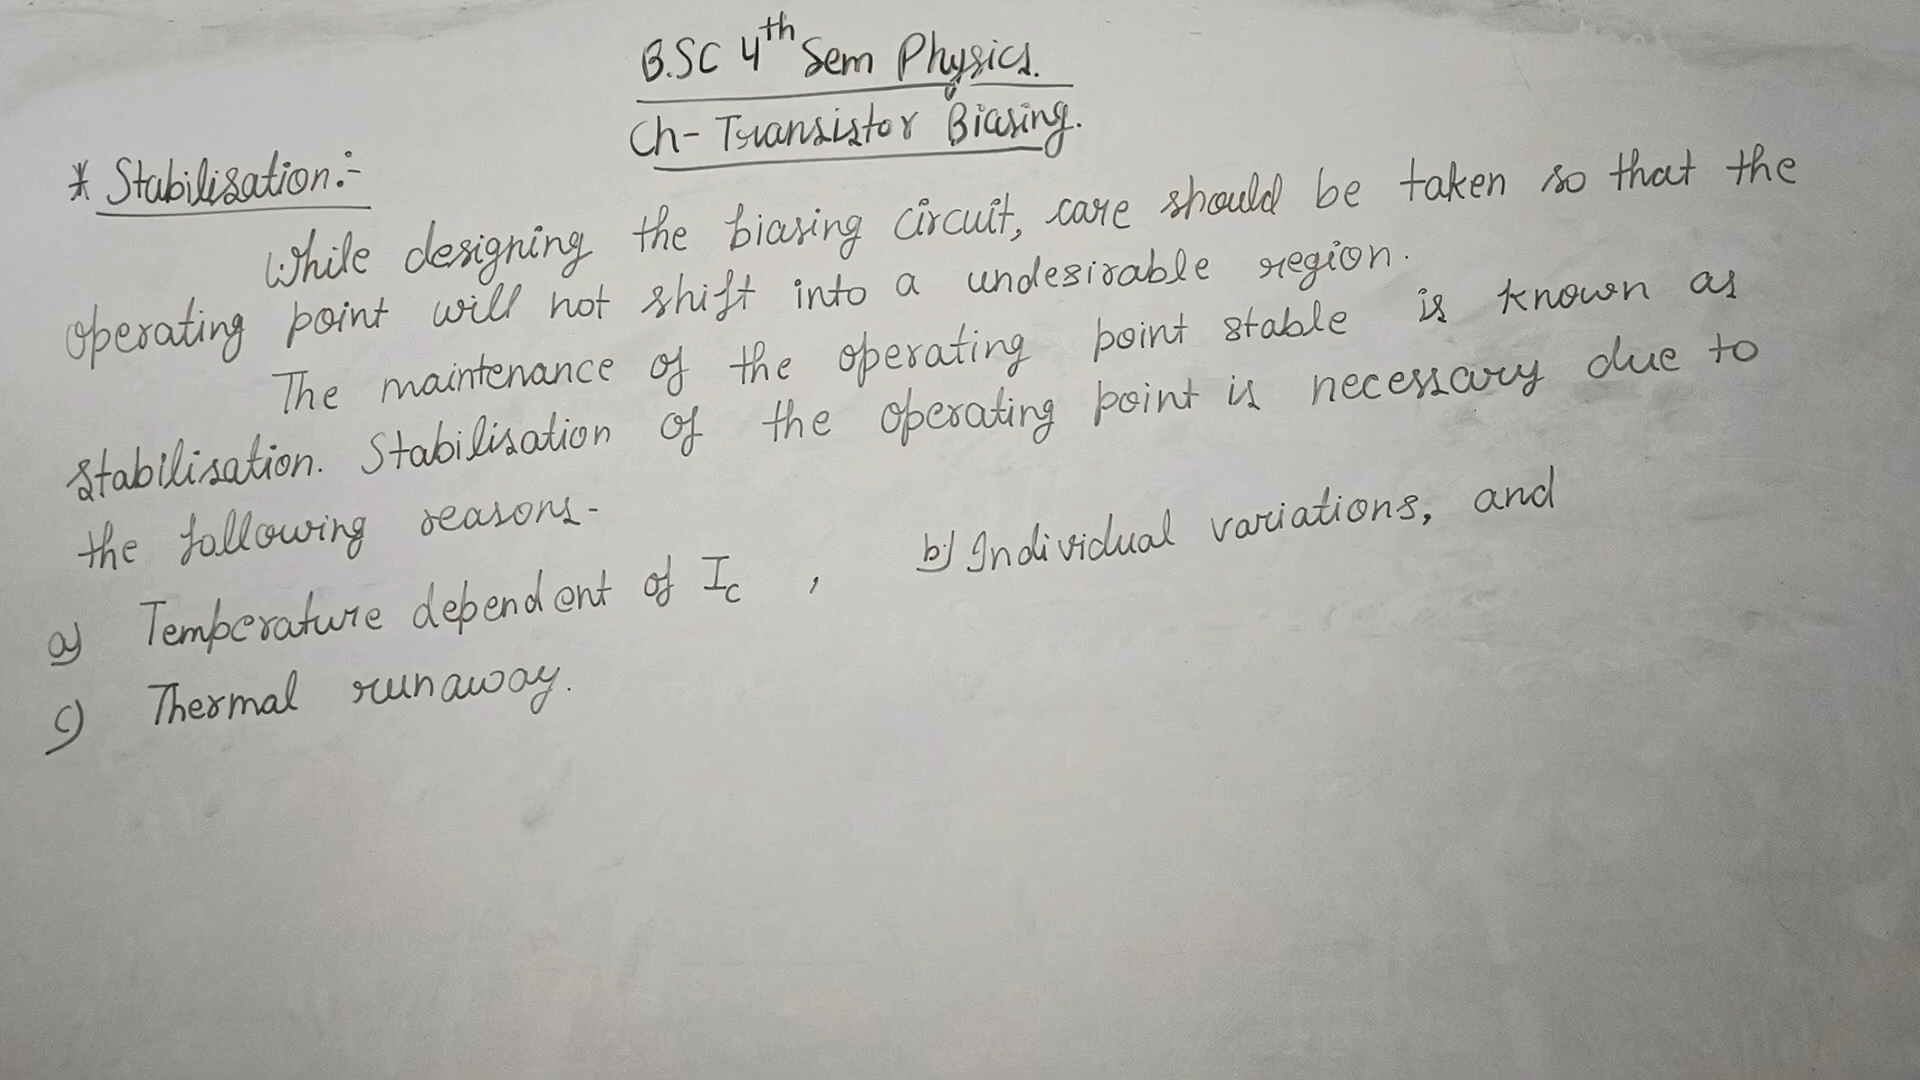 B.SC 4th Sem Physics.
Ch- Transistor Biasing.
* Stabilisation:-
While designing the biasing circuit, care should be taken so that the
operating point will not shift into a undesirable region.
The maintenance of the operating point stable is known as
stabilisation. Stabilisation of the operating point is necessary due to
the following reasons-
a) Temperature dependent of Ic , b) Individual variations, and
c) Thermal runaway.